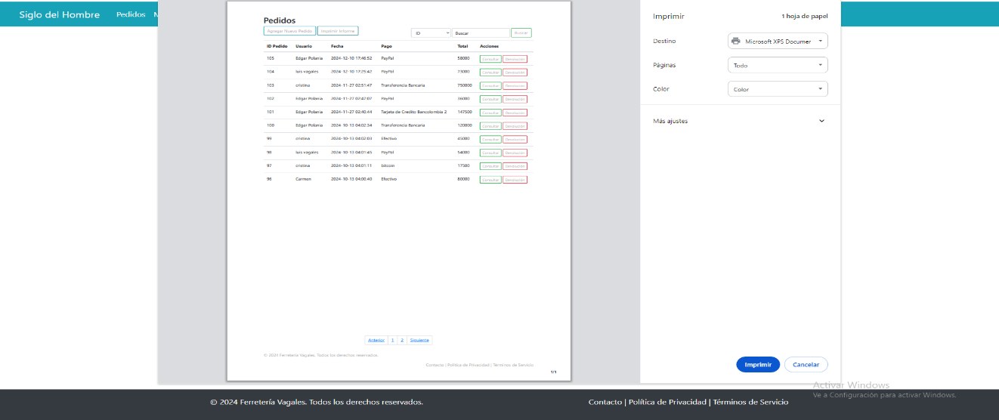 Siglo del Hombre Pedidos N
Pedidos
Agregar Nuevo Pedido Imprimir Informe
ID Buscar Buscar
ID Pedido Usuario Fecha Pago Total Acciones
105 Edgar Polania 2024-12-10 17:46:52 PayPal 58000 Consultar Devolución
104 luis vagales 2024-12-10 17:25:42 PayPal 73000 Consultar Devolución
103 cristina 2024-11-27 02:51:47 Transferencia Bancaria 750000 Consultar Devolución
102 Edgar Polania 2024-11-27 02:47:07 PayPal 36000 Consultar Devolución
101 Edgar Polania 2024-11-27 02:40:44 Tarjeta de Credito Bancolombia 2 147500 Consultar Devolución
100 Edgar Polania 2024-10-13 04:02:34 Transferencia Bancaria 120000 Consultar Devolución
99 cristina 2024-10-13 04:02:03 Efectivo 45000 Consultar Devolución
98 luis vagales 2024-10-13 04:01:45 PayPal 54000 Consultar Devolución
97 cristina 2024-10-13 04:01:11 bitcoin 17500 Consultar Devolución
96 Carmen 2024-10-13 04:00:40 Efectivo 80000 Consultar Devolución
Anterior 1 2 Siguiente
© 2024 Ferretería Vagales. Todos los derechos reservados.
Contacto | Política de Privacidad | Términos de Servicio
1/1
Imprimir 1 hoja de papel
Destino Microsoft XPS Documer
Páginas Todo
Color Color
Más ajustes
Imprimir Cancelar
Activar Windows
Ve a Configuración para activar Windows.
© 2024 Ferretería Vagales. Todos los derechos reservados. Contacto | Política de Privacidad | Términos de Servicio